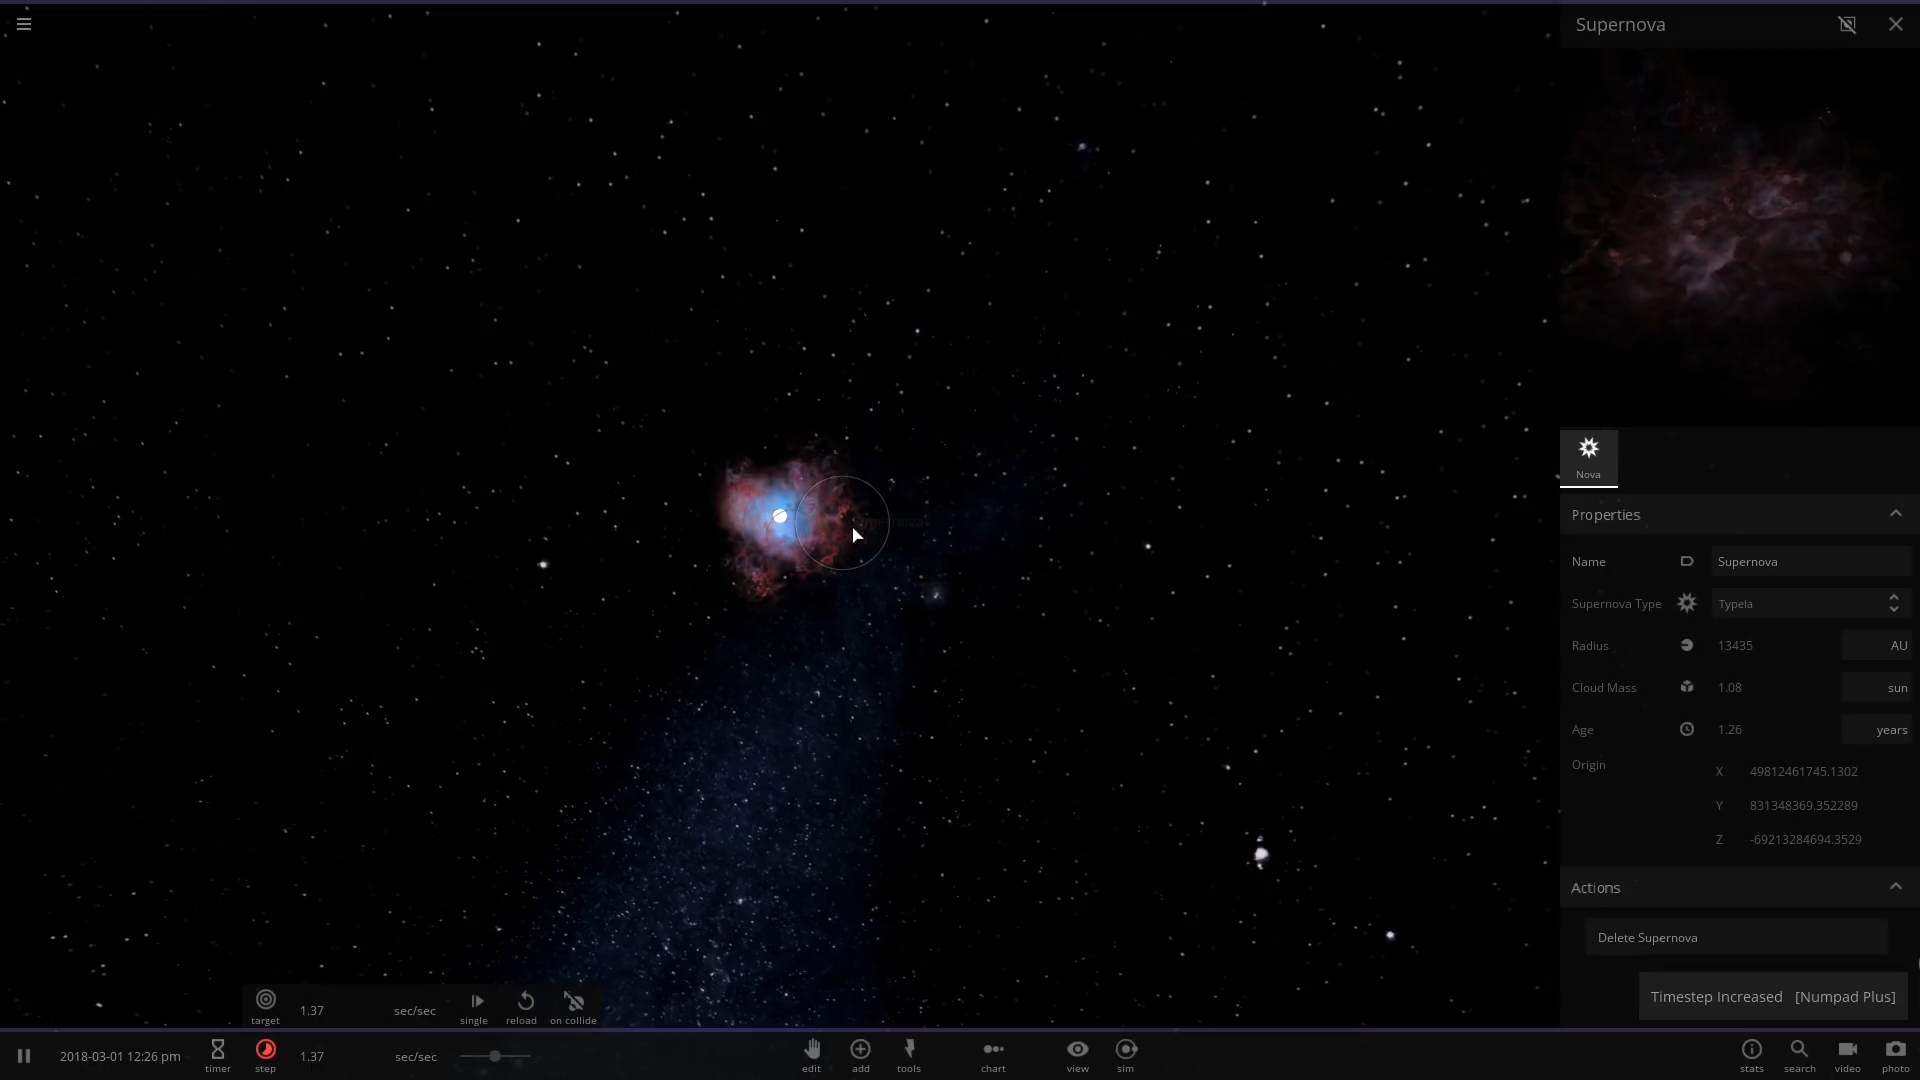 Supernova
Supernova
Nova
Properties
Name Supernova
Supernova Type TypeIa
Radius 13435 AU
Cloud Mass 1.08 sun
Age 1.26 years
Origin X 49812461745.1302
Y 831348369.352289
Z -69213284694.3529
Actions
Delete Supernova
Timestep Increased [Numpad Plus]
target 1.37 sec/sec single reload on collide
2018-03-01 12:26 pm timer step 1.37 sec/sec edit add tools chart view sim stats search video photo